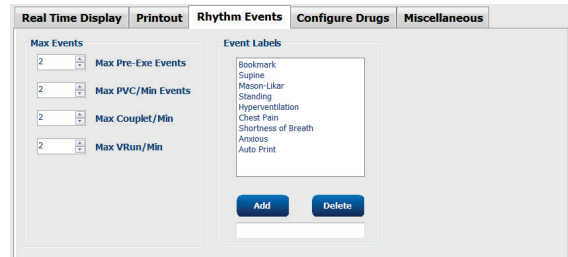 Real Time Display Printout Rhythm Events Configure Drugs Miscellaneous
Max Events
2 Max Pre-Exe Events
2 Max PVC/Min Events
2 Max Couplet/Min
2 Max VRun/Min
Event Labels
Bookmark
Supine
Mason-Likar
Standing
Hyperventilation
Chest Pain
Shortness of Breath
Anxious
Auto Print
Add Delete